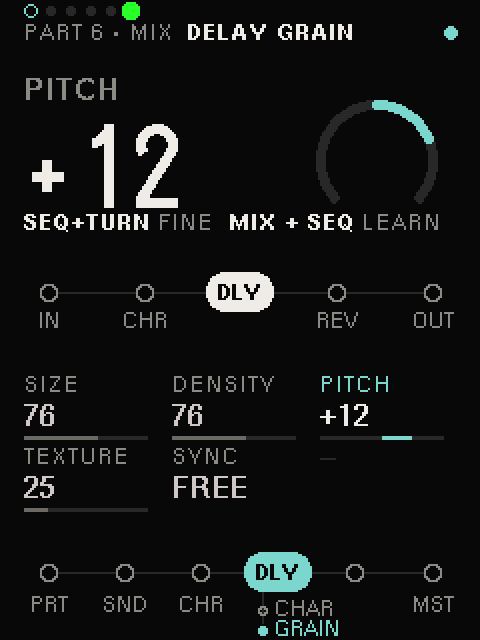 PART 6 · MIX DELAY GRAIN
PITCH
+12
SEQ+TURN FINE MIX + SEQ LEARN
DLY
IN CHR REV OUT
SIZE DENSITY PITCH
76 76 +12
TEXTURE SYNC —
25 FREE
DLY
PRT SND CHR MST
CHAR
GRAIN